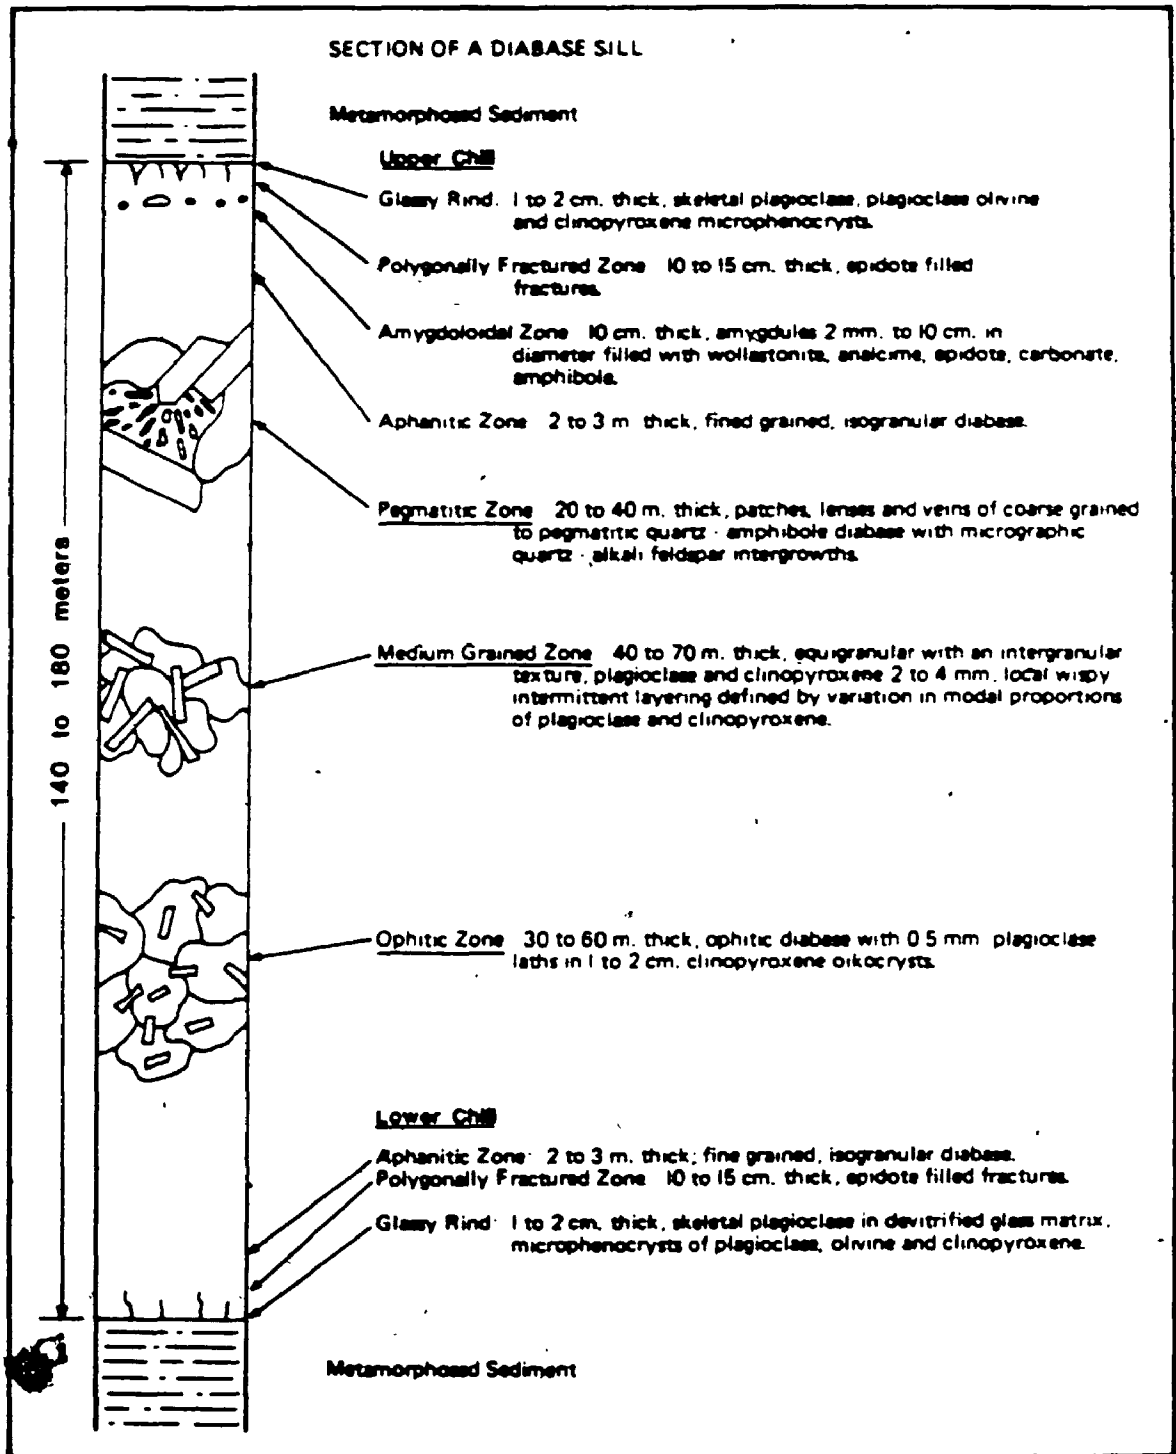 SECTION OF A DIABASE SILL
Metamorphosed Sediment
Upper Chill
Glassy Rind. 1 to 2 cm. thick, skeletal plagioclase, plagioclase olivine
and clinopyroxene microphenocrysts.
Polygonally Fractured Zone 10 to 15 cm. thick, epidote filled
fractures.
Amygdoloidal Zone 10 cm. thick, amygdules 2 mm. to 10 cm. in
diameter filled with wollastonite, analcime, epidote, carbonate,
amphibole.
Aphanitic Zone 2 to 3 m thick, fined grained, isogranular diabase.
Pegmatitic Zone 20 to 40 m. thick, patches, lenses and veins of coarse grained
to pegmatitic quartz - amphibole diabase with micrographic
quartz - alkali feldspar intergrowths.
140 to 180 meters
Medium Grained Zone 40 to 70 m. thick, equigranular with an intergranular
texture, plagioclase and clinopyroxene 2 to 4 mm, local wispy
intermittent layering defined by variation in modal proportions
of plagioclase and clinopyroxene.
Ophitic Zone 30 to 60 m. thick, ophitic diabase with 0.5 mm plagioclase
laths in 1 to 2 cm. clinopyroxene oikocrysts.
Lower Chill
Aphanitic Zone 2 to 3 m. thick; fine grained, isogranular diabase.
Polygonally Fractured Zone 10 to 15 cm. thick, epidote filled fractures.
Glassy Rind 1 to 2 cm. thick, skeletal plagioclase in devitrified glass matrix,
microphenocrysts of plagioclase, olivine and clinopyroxene.
Metamorphosed Sediment